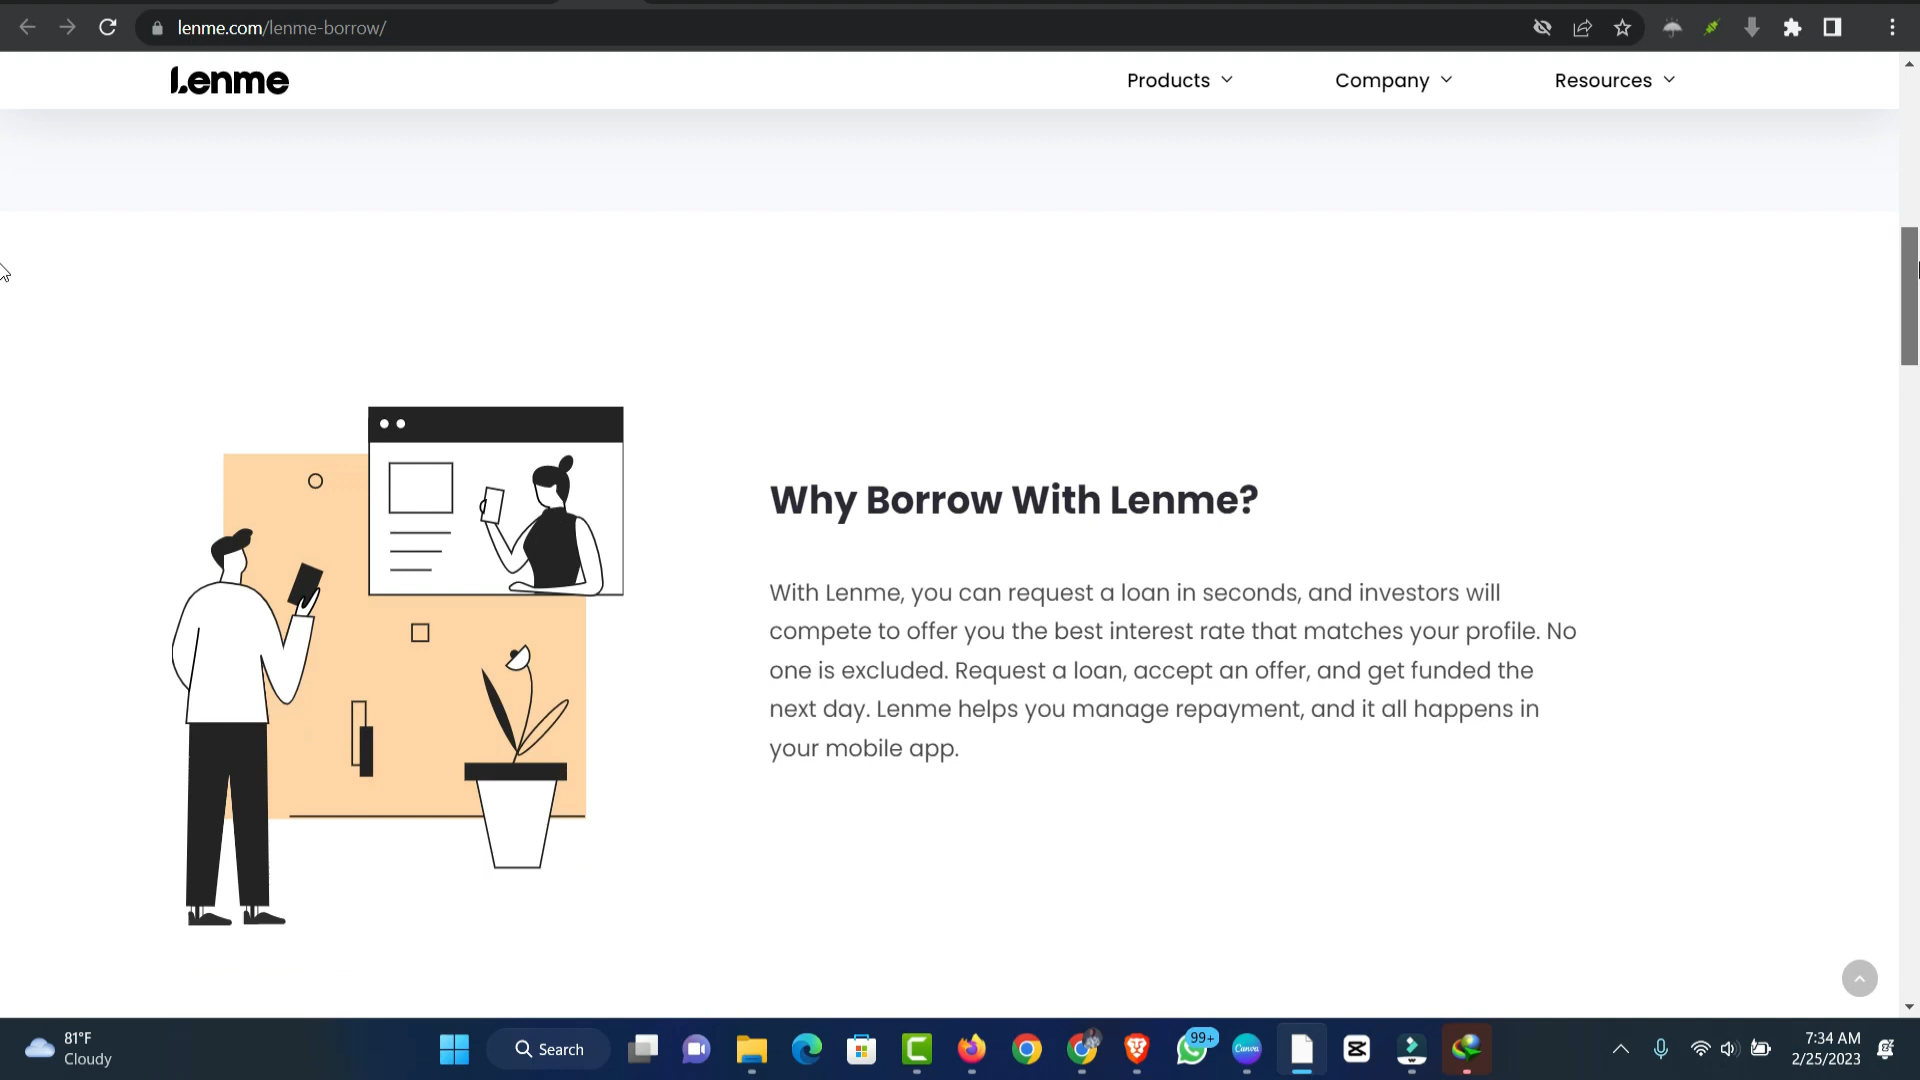 lenme.com/lenme-borrow/
Lenme
Products
Company
Resources
Why Borrow With Lenme?
With Lenme, you can request a loan in seconds, and investors will
compete to offer you the best interest rate that matches your profile. No
one is excluded. Request a loan, accept an offer, and get funded the
next day. Lenme helps you manage repayment, and it all happens in
your mobile app.
81°F
Cloudy
Search
99+
Canva
7:34 AM
2/25/2023